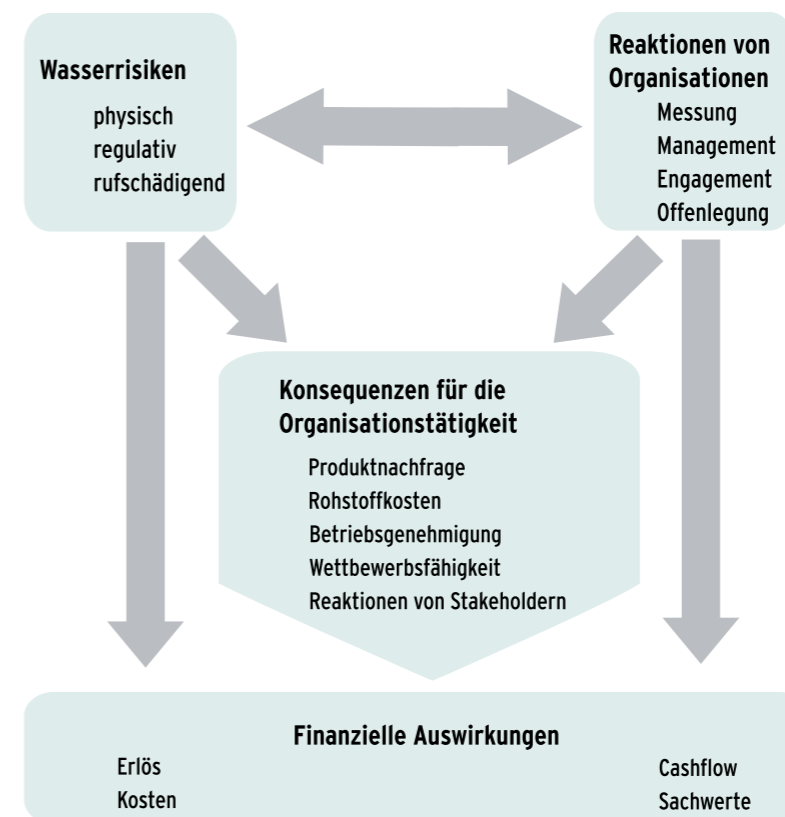 Wasserrisiken
physisch
regulativ
rufschädigend
Reaktionen von
Organisationen
Messung
Management
Engagement
Offenlegung
Konsequenzen für die
Organisationstätigkeit
Produktnachfrage
Rohstoffkosten
Betriebsgenehmigung
Wettbewerbsfähigkeit
Reaktionen von Stakeholdern
Finanzielle Auswirkungen
Erlös
Kosten
Cashflow
Sachwerte